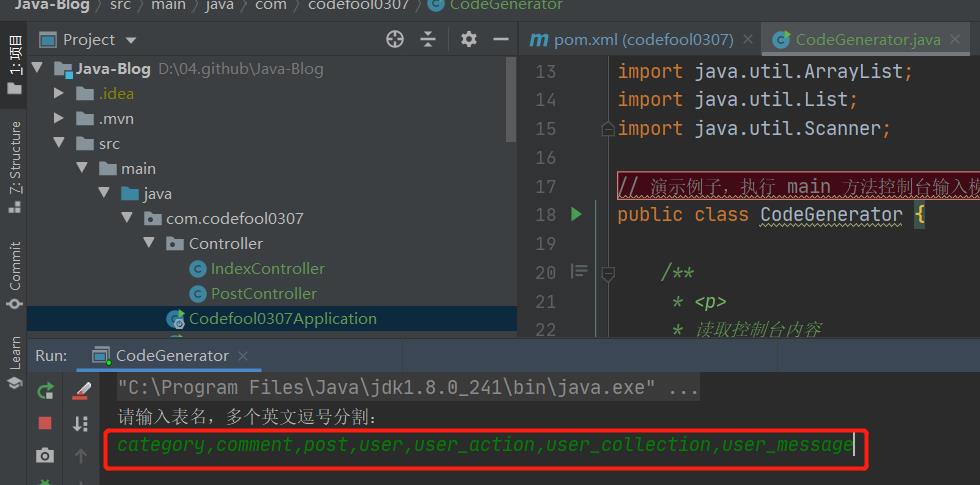 Java-Blog src main java com codefool0307 CodeGenerator
1: 项目
Z: Structure
Commit
Learn
Project
Java-Blog D:\04.github\Java-Blog
.idea
.mvn
src
main
java
com.codefool0307
Controller
IndexController
PostController
Codefool0307Application
pom.xml (codefool0307)
CodeGenerator.java
13 import java.util.ArrayList;
14 import java.util.List;
15 import java.util.Scanner;
16
17 // 演示例子，执行 main 方法控制台输入模
18 public class CodeGenerator {
19
20 /**
21 * <p>
22 * 读取控制台内容
Run: CodeGenerator
"C:\Program Files\Java\jdk1.8.0_241\bin\java.exe" ...
请输入表名，多个英文逗号分割：
category,comment,post,user,user_action,user_collection,user_message